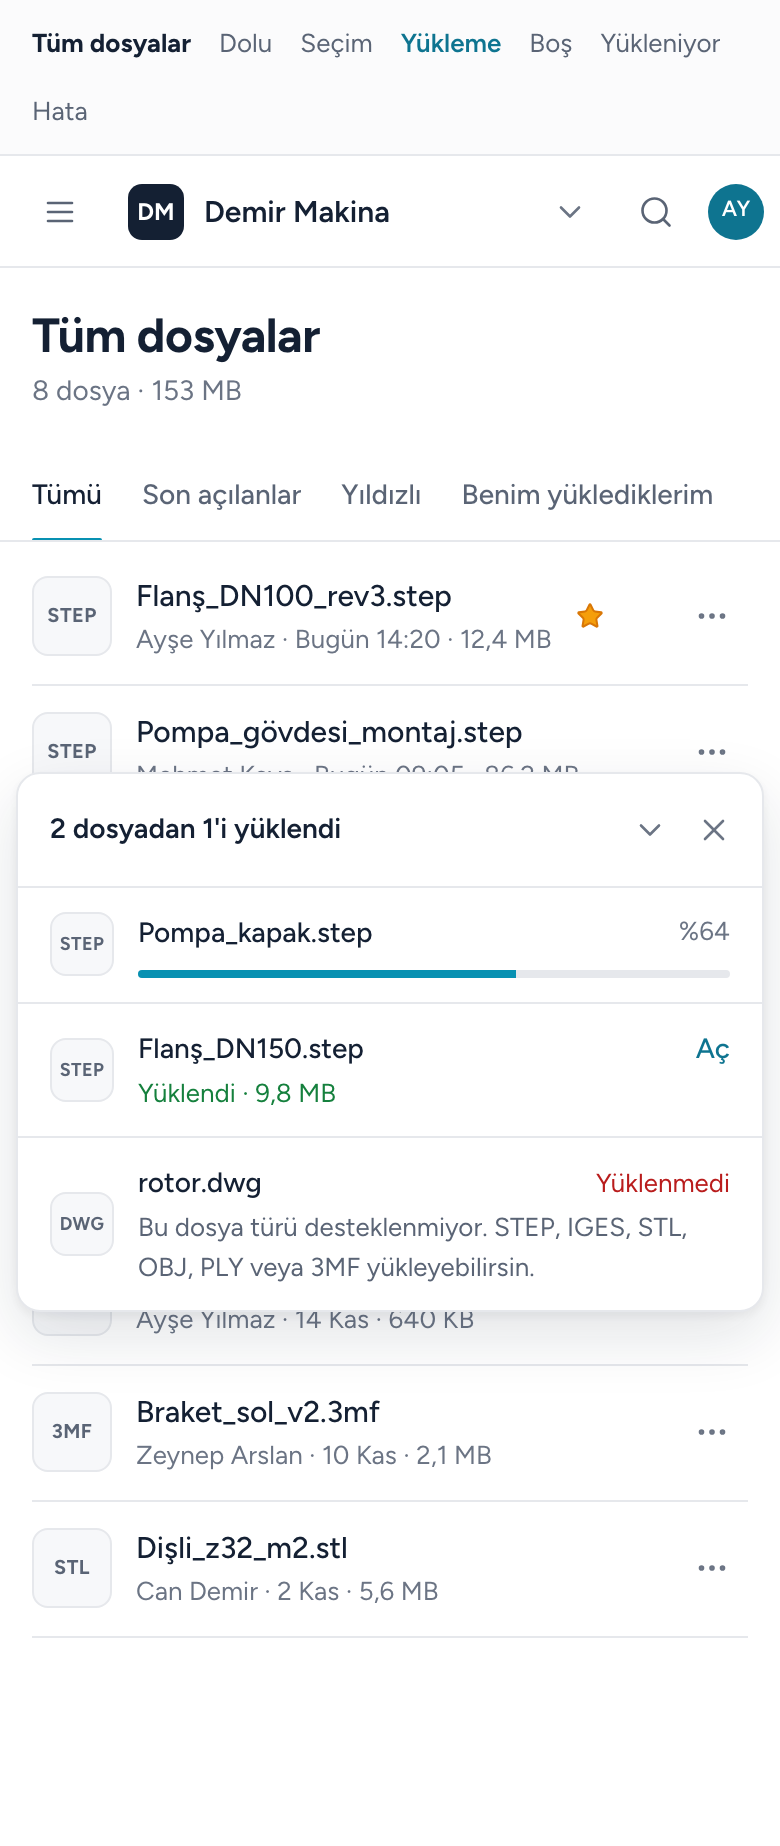 Tüm dosyalar Dolu Seçim Yükleme Boş Yükleniyor
Hata
DM Demir Makina AY
Tüm dosyalar
8 dosya · 153 MB
Tümü Son açılanlar Yıldızlı Benim yüklediklerim
STEP
Flanş_DN100_rev3.step
Ayşe Yılmaz · Bugün 14:20 · 12,4 MB
STEP
Pompa_gövdesi_montaj.step
2 dosyadan 1'i yüklendi
STEP
Pompa_kapak.step %64
STEP
Flanş_DN150.step Aç
Yüklendi · 9,8 MB
DWG
rotor.dwg Yüklenmedi
Bu dosya türü desteklenmiyor. STEP, IGES, STL,
OBJ, PLY veya 3MF yükleyebilirsin.
Ayşe Yılmaz · 14 Kas · 640 KB
3MF
Braket_sol_v2.3mf
Zeynep Arslan · 10 Kas · 2,1 MB
STL
Dişli_z32_m2.stl
Can Demir · 2 Kas · 5,6 MB